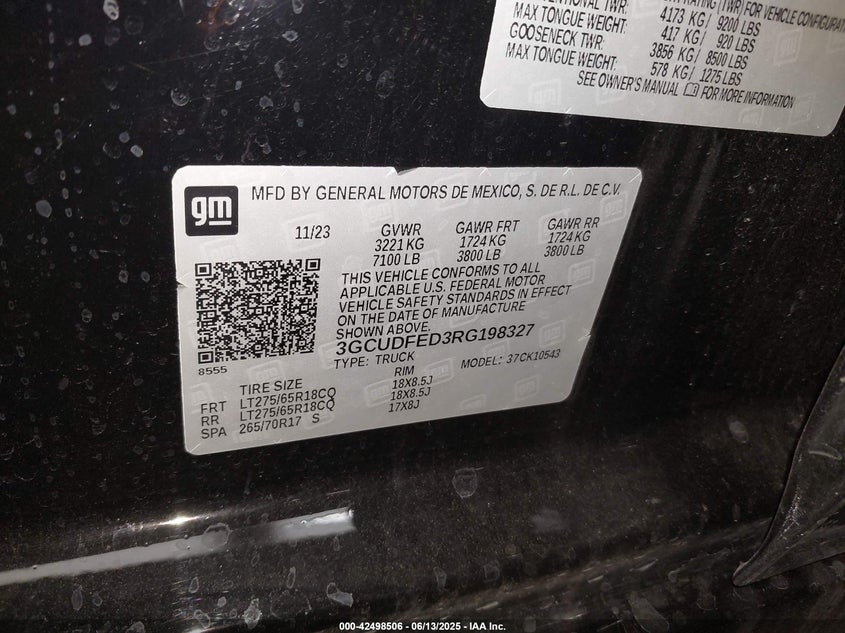 TWR:
4173 KG/ 9200 LBS
(TWR) FOR VEHICLE CONFIGURATI
MAX TONGUE WEIGHT:
417 KG/ 920 LBS
GOOSENECK TWR:
3856 KG/ 8500 LBS
MAX TONGUE WEIGHT:
578 KG/ 1275 LBS
SEE OWNER'S MANUAL FOR MORE INFORMATION
gm
MFD BY GENERAL MOTORS DE MEXICO, S. DE R.L. DE C.V.
11/23 GVWR GAWR FRT GAWR RR
3221 KG 1724 KG 1724 KG
7100 LB 3800 LB 3800 LB
THIS VEHICLE CONFORMS TO ALL
APPLICABLE U.S. FEDERAL MOTOR
VEHICLE SAFETY STANDARDS IN EFFECT
ON THE DATE OF MANUFACTURE
SHOWN ABOVE.
3GCUDFED3RG198327
8555 TYPE: TRUCK MODEL: 37CK10543
TIRE SIZE RIM
FRT LT275/65R18CQ 18X8.5J
RR LT275/65R18CQ 18X8.5J
SPA 265/70R17 S 17X8J
000-42498506 - 06/13/2025 - IAA Inc.